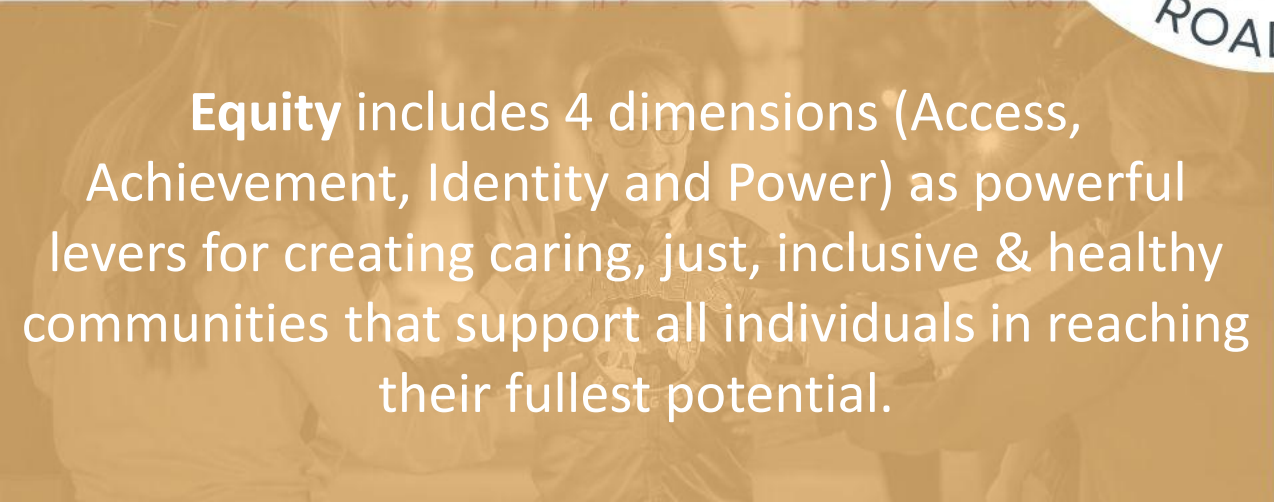 Equity includes 4 dimensions (Access,
Achievement, Identity and Power) as powerful
levers for creating caring, just, inclusive & healthy
communities that support all individuals in reaching
their fullest potential.